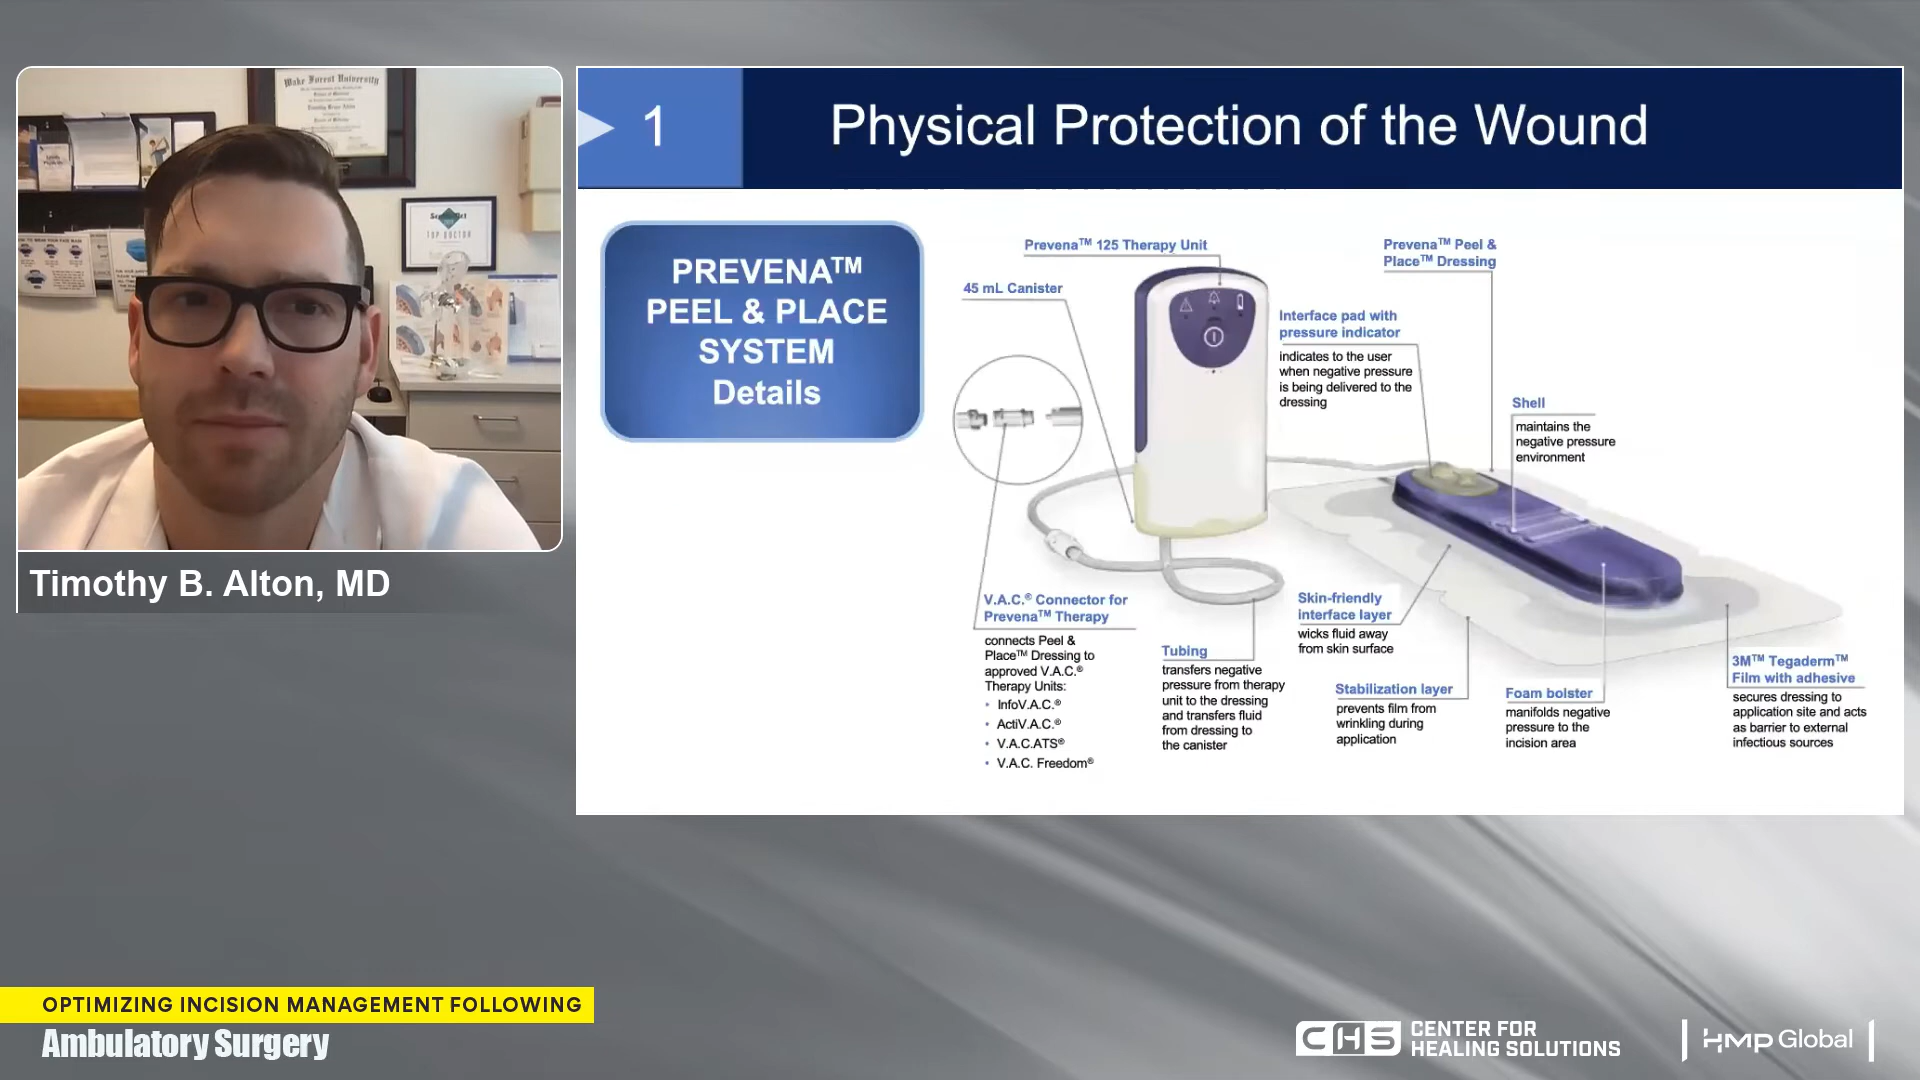 Wake Forest University
TOP DOCTOR
Timothy B. Alton, MD
1
Physical Protection of the Wound
PREVENA™
PEEL & PLACE
SYSTEM
Details
Prevena™ 125 Therapy Unit
45 mL Canister
Prevena™ Peel &
Place™ Dressing
Interface pad with
pressure indicator
indicates to the user
when negative pressure
is being delivered to the
dressing
Shell
maintains the
negative pressure
environment
V.A.C.® Connector for
Prevena™ Therapy
connects Peel &
Place™ Dressing to
approved V.A.C.®
Therapy Units:
• InfoV.A.C.®
• ActiV.A.C.®
• V.A.C.ATS®
• V.A.C. Freedom®
Tubing
transfers negative
pressure from therapy
unit to the dressing
and transfers fluid
from dressing to
the canister
Skin-friendly
interface layer
wicks fluid away
from skin surface
Stabilization layer
prevents film from
wrinkling during
application
Foam bolster
manifolds negative
pressure to the
incision area
3M™ Tegaderm™
Film with adhesive
secures dressing to
application site and acts
as barrier to external
infectious sources
OPTIMIZING INCISION MANAGEMENT FOLLOWING
Ambulatory Surgery
CHS
CENTER FOR
HEALING SOLUTIONS
HMP Global